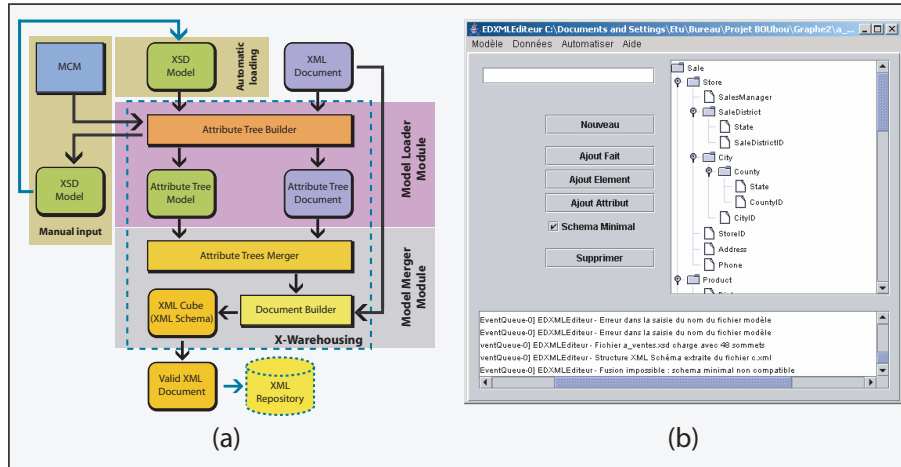 MCM
XSD
Model
Automatic
loading
XML
Document
Attribute Tree Builder
XSD
Model
Manual input
Attribute Tree
Model
Attribute Tree
Document
Model Loader
Module
Attribute Trees Merger
XML Cube
(XML Schema)
Document Builder
X-Warehousing
Model Merger
Module
Valid XML
Document
XML
Repository
(a)
EDXMLEditeur C:\Documents and Settings\Etu\Bureau\Projet BOUbou\Graphe2\a_...
Modèle Données Automatiser Aide
Nouveau
Ajout Fait
Ajout Element
Ajout Attribut
Schema Minimal
Supprimer
Sale
Store
SalesManager
SaleDistrict
State
SaleDistrictID
City
County
State
CountyID
CityID
StoreID
Address
Phone
Product
EventQueue-0] EDXMLEditeur - Erreur dans la saisie du nom du fichier modèle
EventQueue-0] EDXMLEditeur - Erreur dans la saisie du nom du fichier modèle
ventQueue-0] EDXMLEditeur - Fichier a_ventes.xsd charge avec 48 sommets
ventQueue-0] EDXMLEditeur - Structure XML Schéma extraite du fichier c.xml
EventQueue-0] EDXMLEditeur - Fusion impossible : schema minimal non compatible
(b)